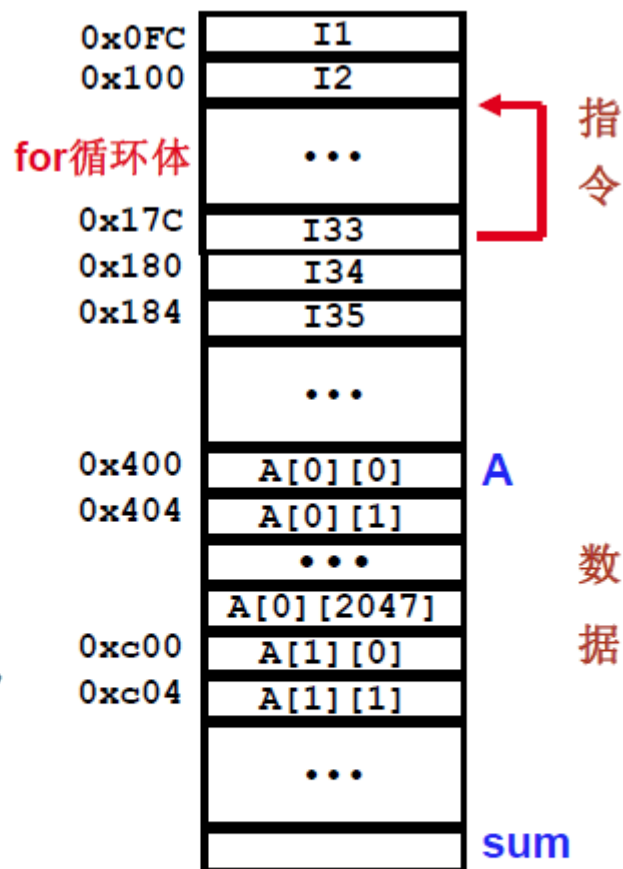 0x0FC I1
0x100 I2
for循环体 ••• 指令
0x17C I33
0x180 I34
0x184 I35
•••
0x400 A[0][0] A
0x404 A[0][1]
••• 数据
A[0][2047]
0xc00 A[1][0]
0xc04 A[1][1]
•••
sum